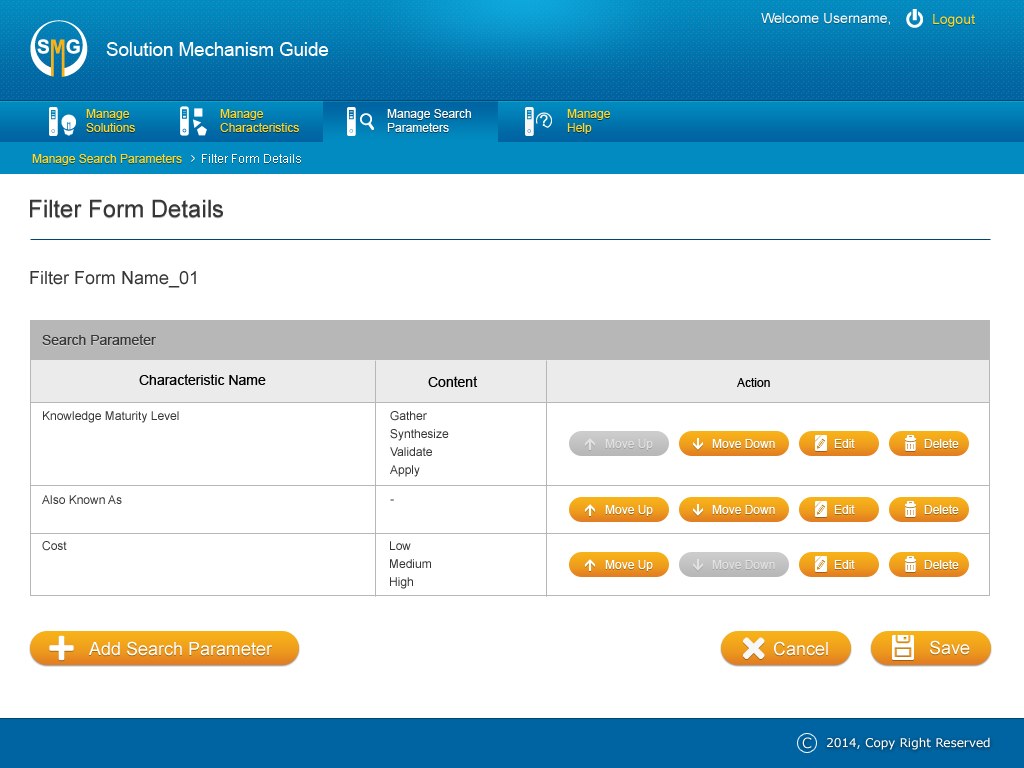 Welcome Username,
Logout
SMG
Solution Mechanism Guide
Manage
Solutions
Manage
Characteristics
Manage Search
Parameters
Manage
Help
Manage Search Parameters > Filter Form Details
Filter Form Details
Filter Form Name_01
Search Parameter
Characteristic Name
Content
Action
Knowledge Maturity Level
Gather
Synthesize
Validate
Apply
Move Up
Move Down
Edit
Delete
Also Known As
-
Move Up
Move Down
Edit
Delete
Cost
Low
Medium
High
Move Up
Move Down
Edit
Delete
Add Search Parameter
Cancel
Save
© 2014, Copy Right Reserved